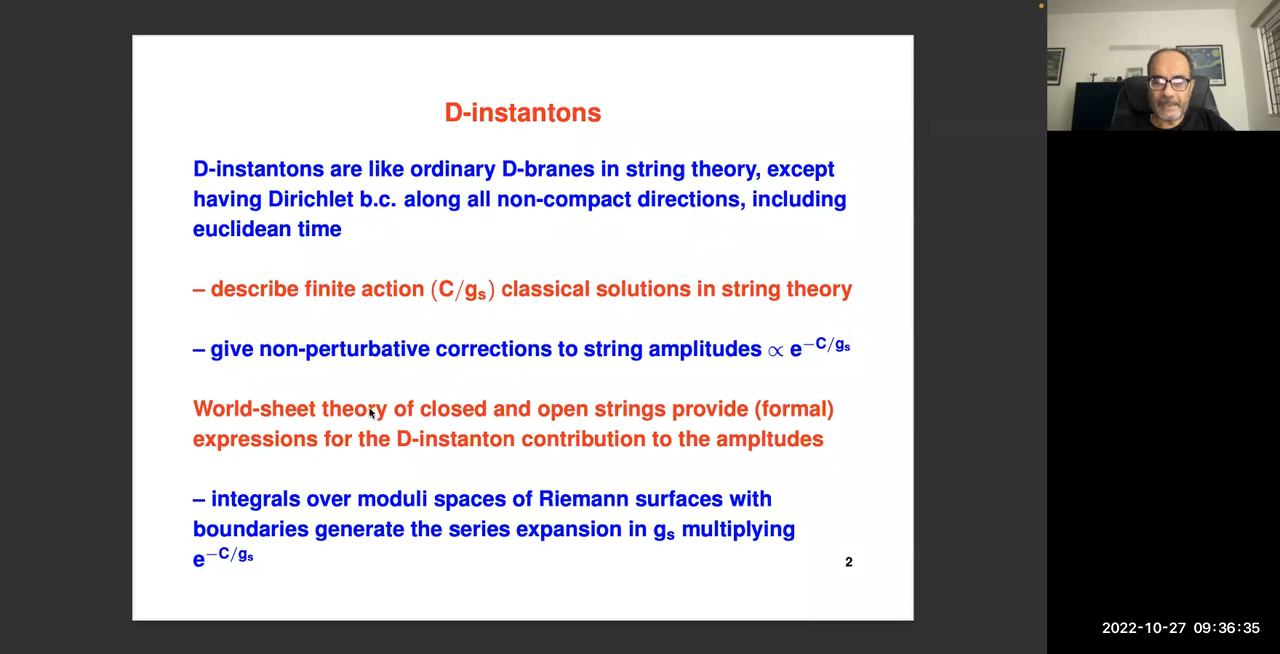 D-instantons
D-instantons are like ordinary D-branes in string theory, except
having Dirichlet b.c. along all non-compact directions, including
euclidean time
– describe finite action (C/gₛ) classical solutions in string theory
– give non-perturbative corrections to string amplitudes ∝ e^{−C/gₛ}
World-sheet theory of closed and open strings provide (formal)
expressions for the D-instanton contribution to the ampltudes
– integrals over moduli spaces of Riemann surfaces with
boundaries generate the series expansion in gₛ multiplying
e^{−C/gₛ}
2
2022-10-27 09:36:35